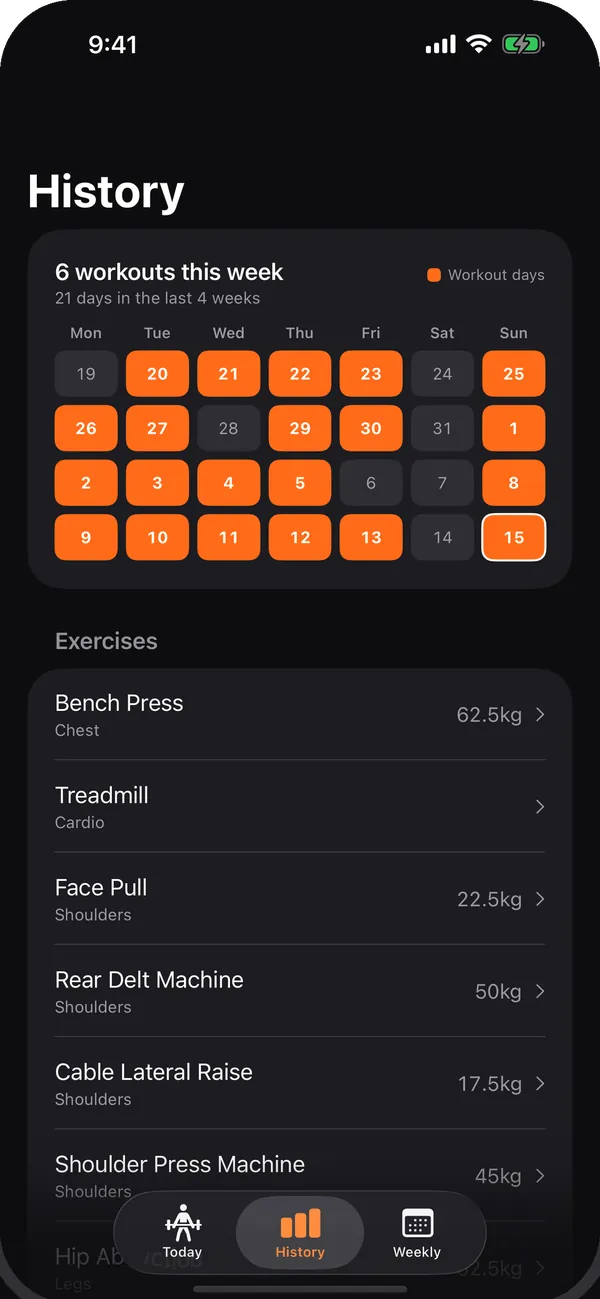 9:41
History
6 workouts this week
Workout days
21 days in the last 4 weeks
Mon Tue Wed Thu Fri Sat Sun
19 20 21 22 23 24 25
26 27 28 29 30 31 1
2 3 4 5 6 7 8
9 10 11 12 13 14 15
Exercises
Bench Press
62.5kg
Chest
Treadmill
Cardio
Face Pull
22.5kg
Shoulders
Rear Delt Machine
50kg
Shoulders
Cable Lateral Raise
17.5kg
Shoulders
Shoulder Press Machine
45kg
Shoulders
Hip
Legs
Today History Weekly